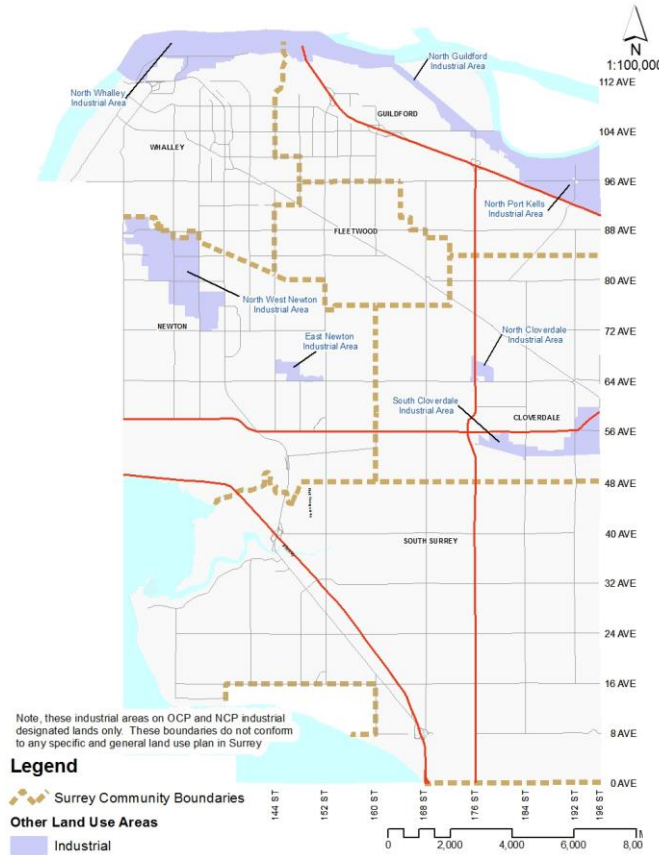 N
1:100,000
North Guildford
Industrial Area
112 AVE
North Whalley
Industrial Area
GUILDFORD
104 AVE
WHALLEY
96 AVE
North Port Kells
Industrial Area
88 AVE
FLEETWOOD
80 AVE
North West Newton
Industrial Area
72 AVE
NEWTON
East Newton
Industrial Area
North Cloverdale
Industrial Area
64 AVE
South Cloverdale
Industrial Area
CLOVERDALE
56 AVE
48 AVE
40 AVE
SOUTH SURREY
32 AVE
24 AVE
16 AVE
Note, these industrial areas on OCP and NCP industrial
designated lands only. These boundaries do not conform
to any specific and general land use plan in Surrey
8 AVE
Legend
0 AVE
Surrey Community Boundaries
144 ST
152 ST
160 ST
168 ST
176 ST
184 ST
192 ST
196 ST
Other Land Use Areas
Industrial
0 2,000 4,000 6,000 8,00